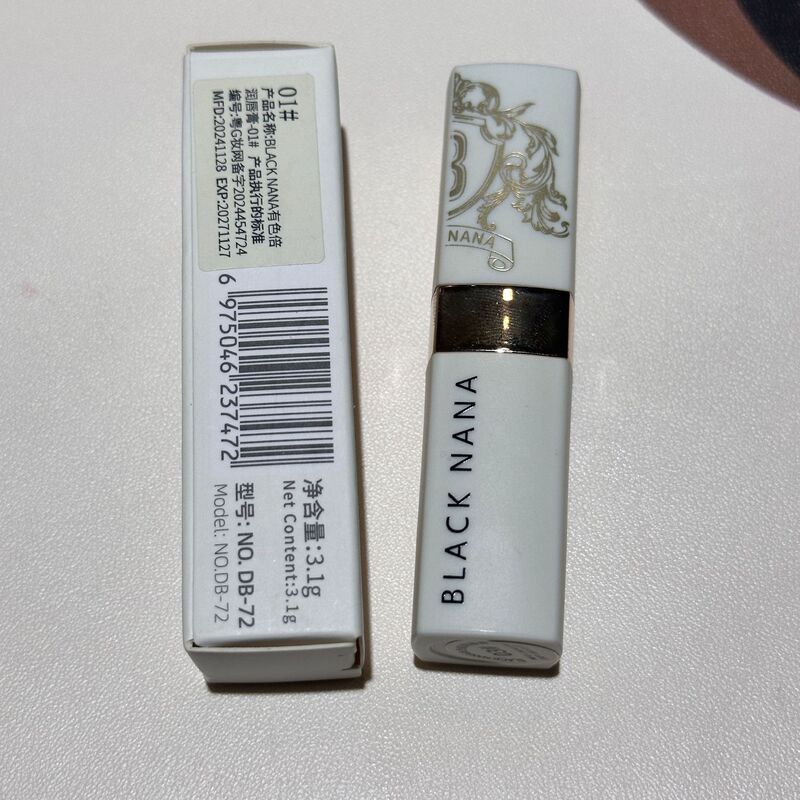 01#
产品名称:BLACK NANA有色倍
润唇膏-01# 产品执行的标准
编号:粤G妆网备字2024454724
MFD:20241128 EXP:20271127
6 975046 237472
净含量:3.1g
Net Content:3.1g
型号: NO. DB-72
Model: NO.DB-72
B
NANA
BLACK NANA